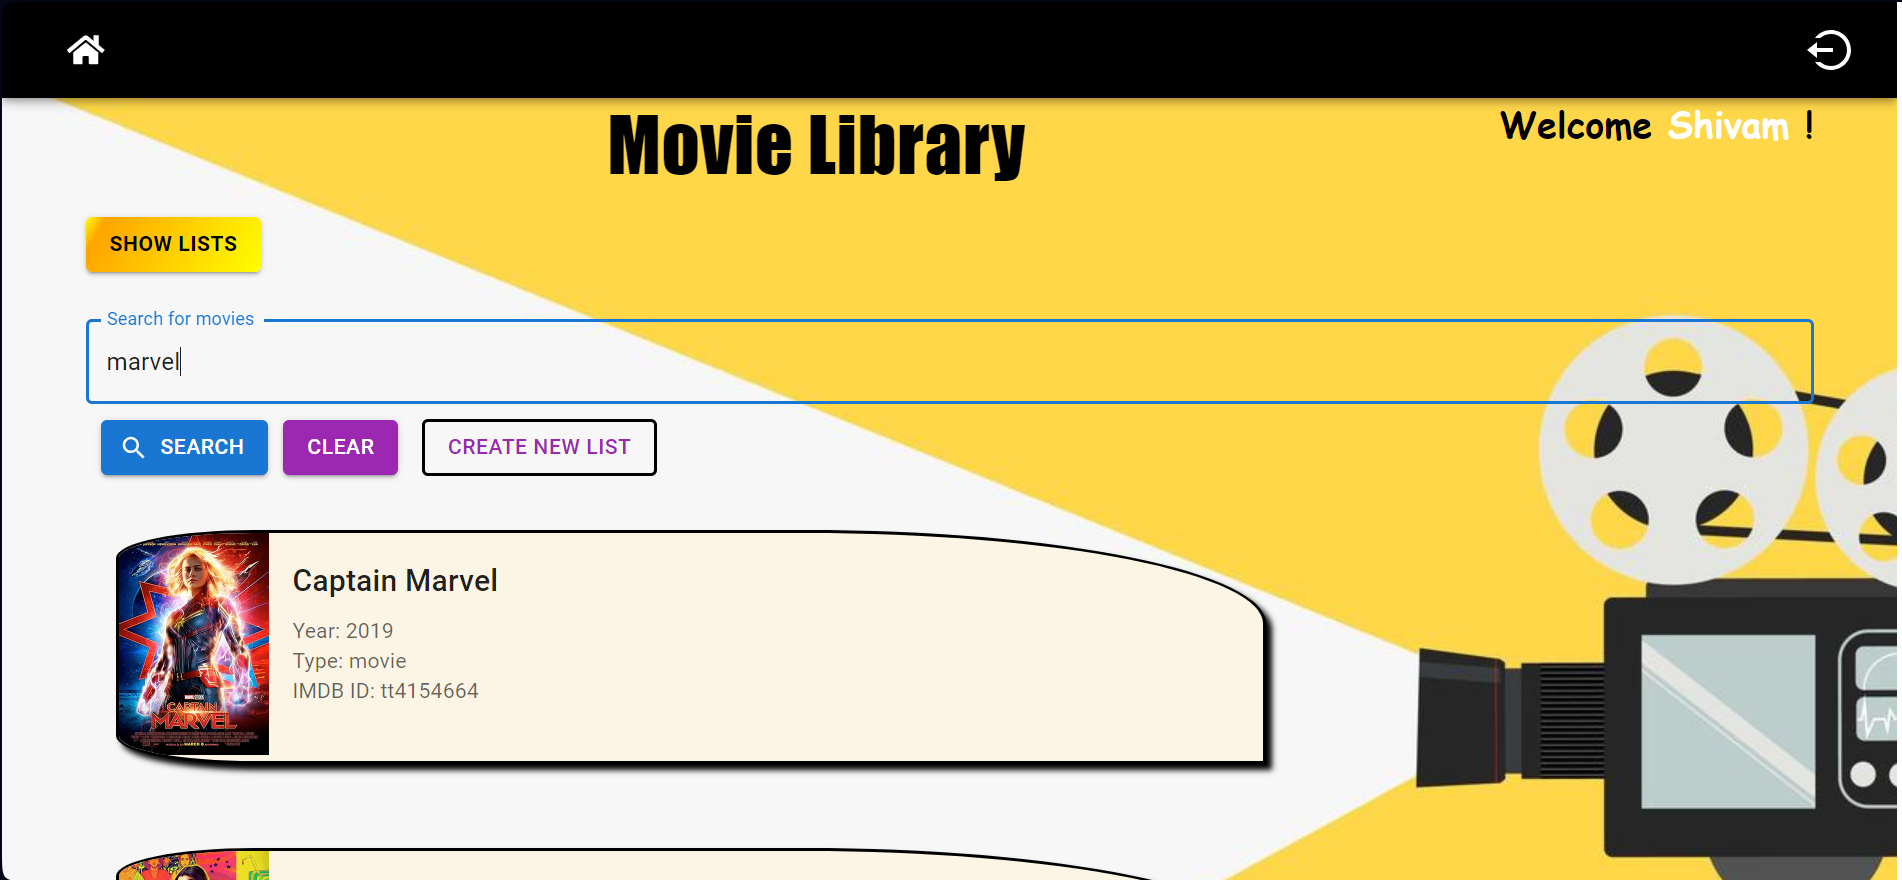 Movie Library
Welcome Shivam !
SHOW LISTS
Search for movies
marvel
SEARCH
CLEAR
CREATE NEW LIST
Captain Marvel
Year: 2019
Type: movie
IMDB ID: tt4154664
CAPTAIN
MARVEL